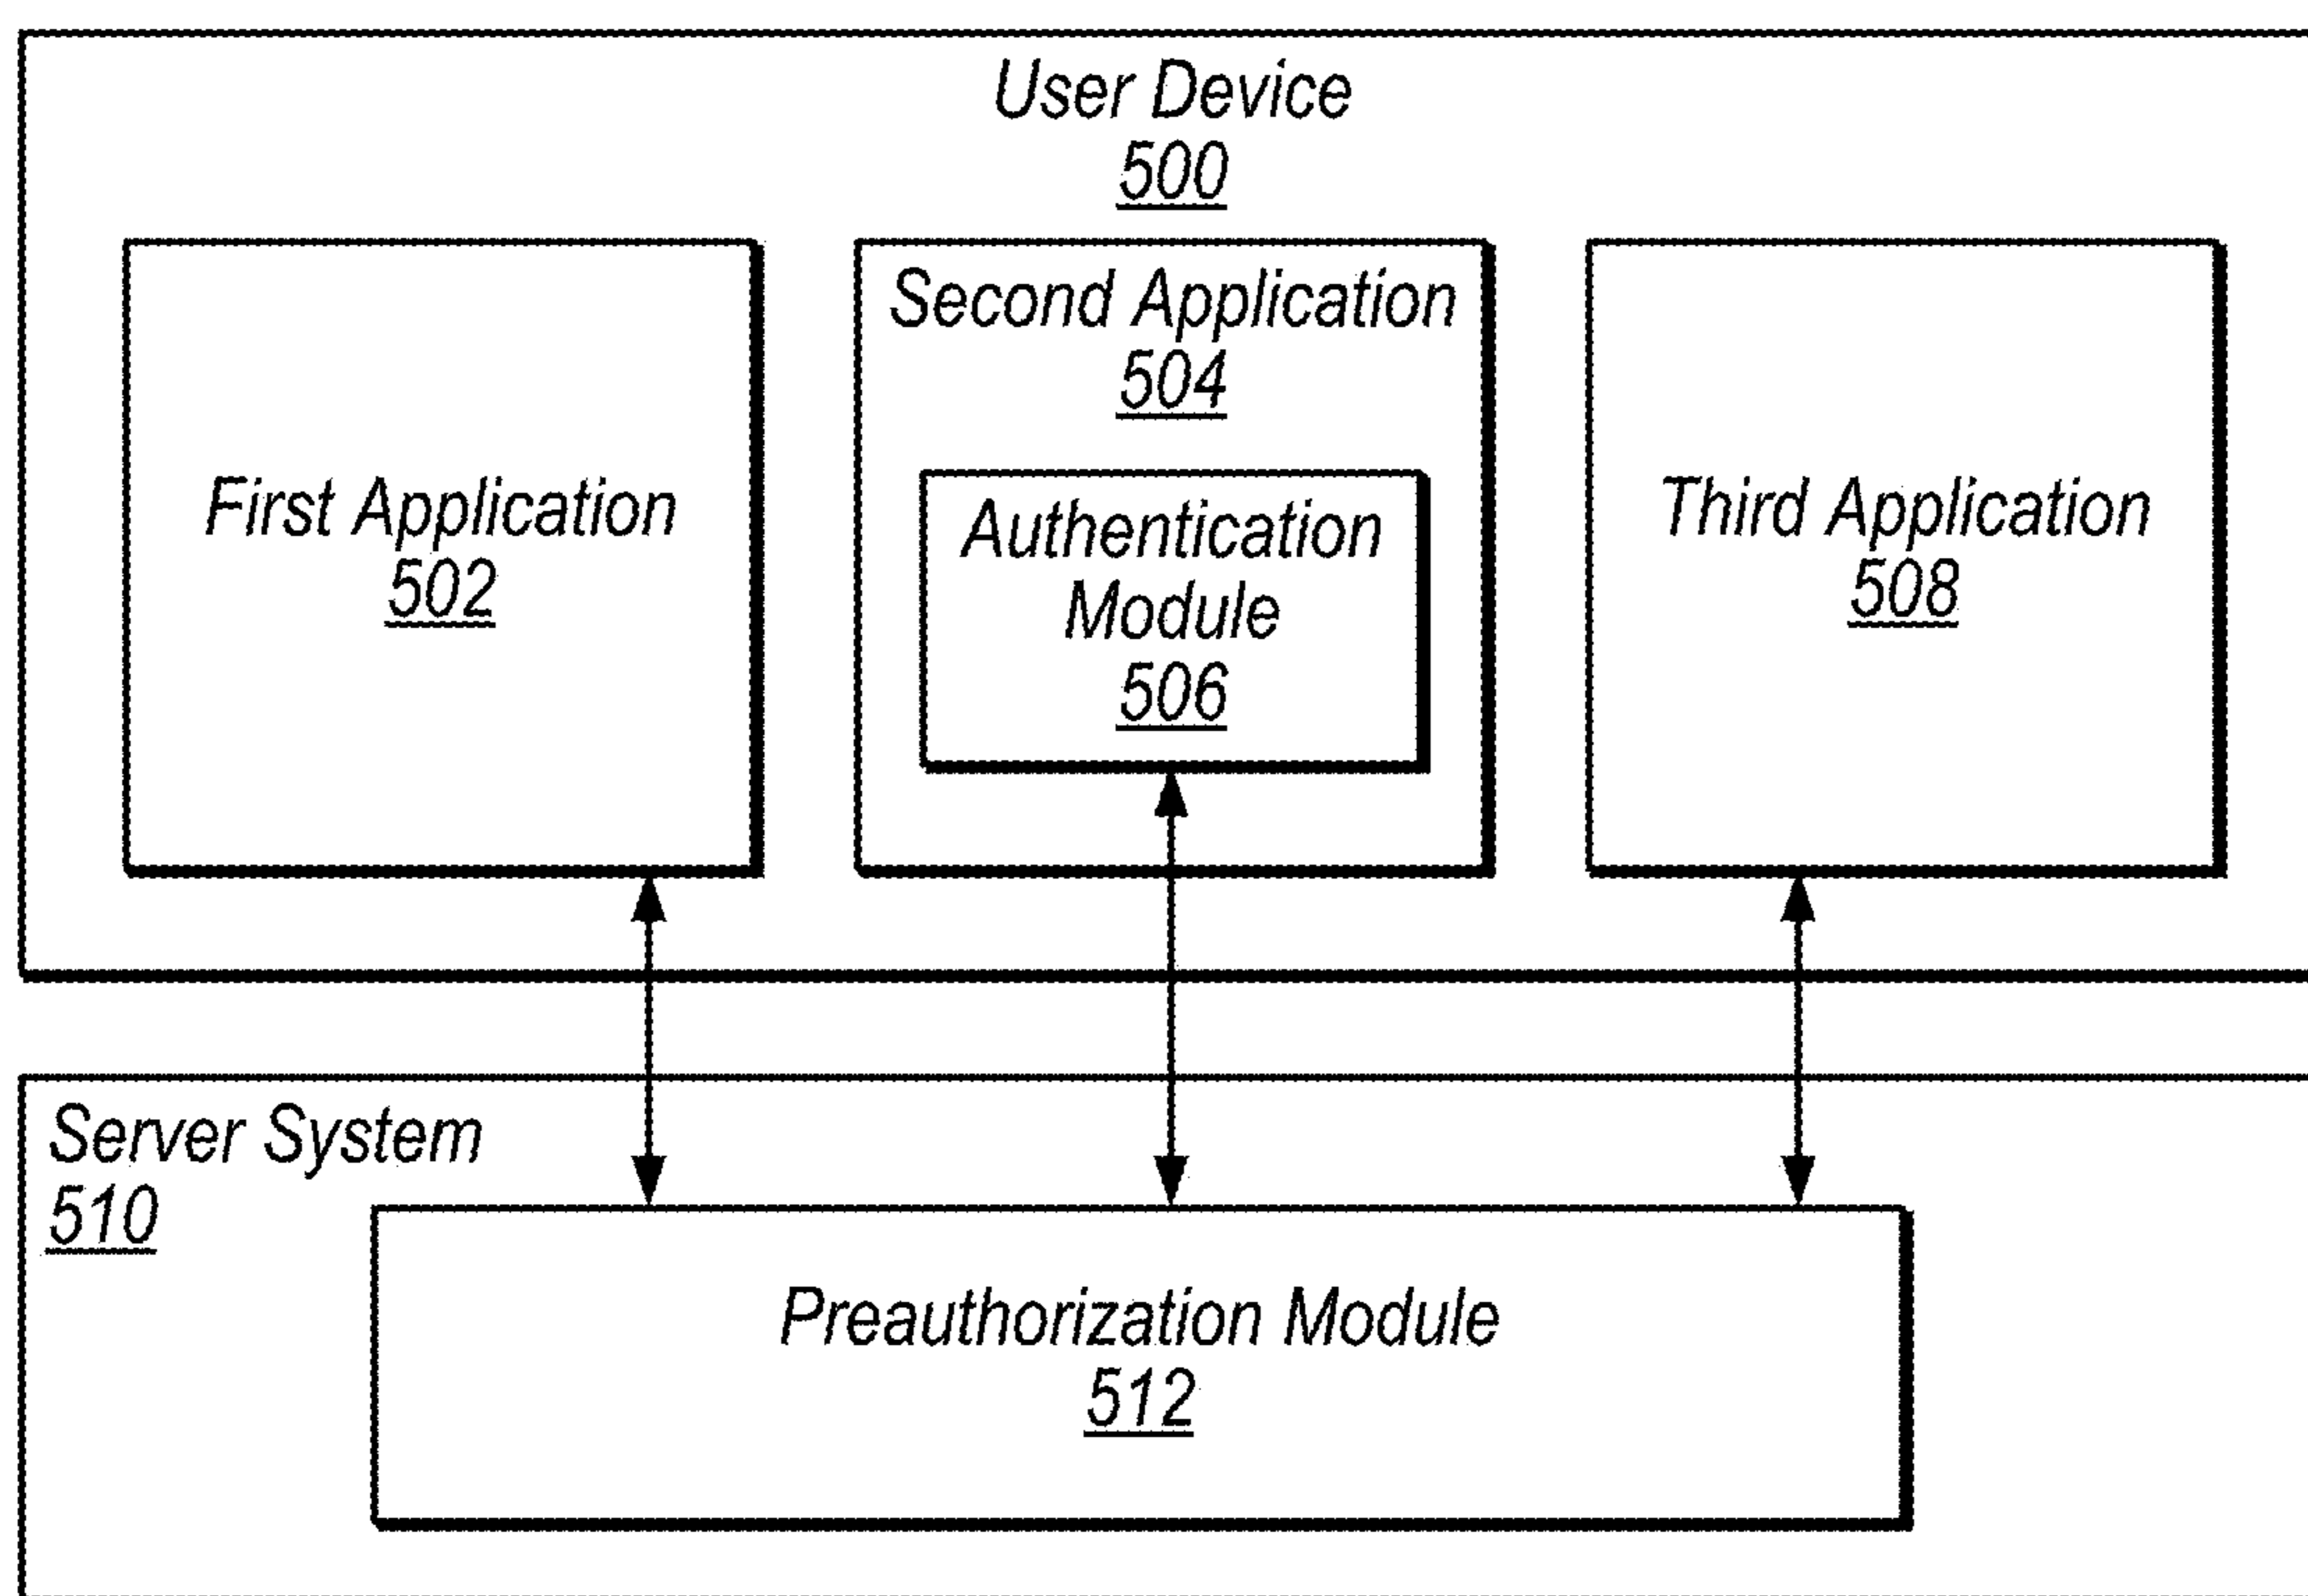 User Device
500
First Application
502
Second Application
504
Authentication
Module
506
Third Application
508
Server System
510
Preauthorization Module
512